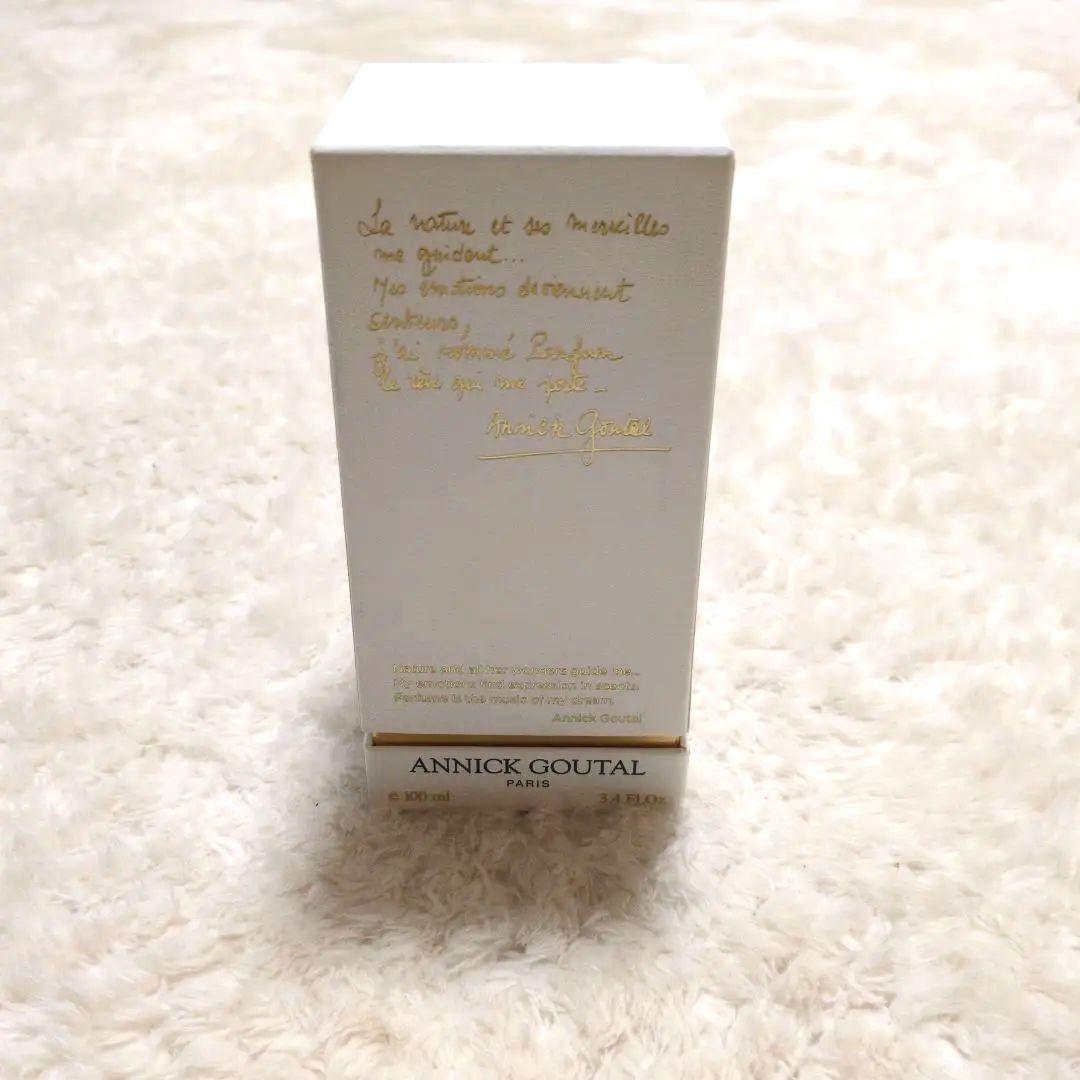 La nature et ses merveilles
me guident...
Mes émotions deviennent
senteurs,
j'ai nommé Parfum
le rêve qui me porte_
Annick Goutal
Nature and all her wonders guide me...
My emotions find expression in scents.
Perfume is the music of my dream.
Annick Goutal
ANNICK GOUTAL
PARIS
e 100 ml 3.4 FL.Oz